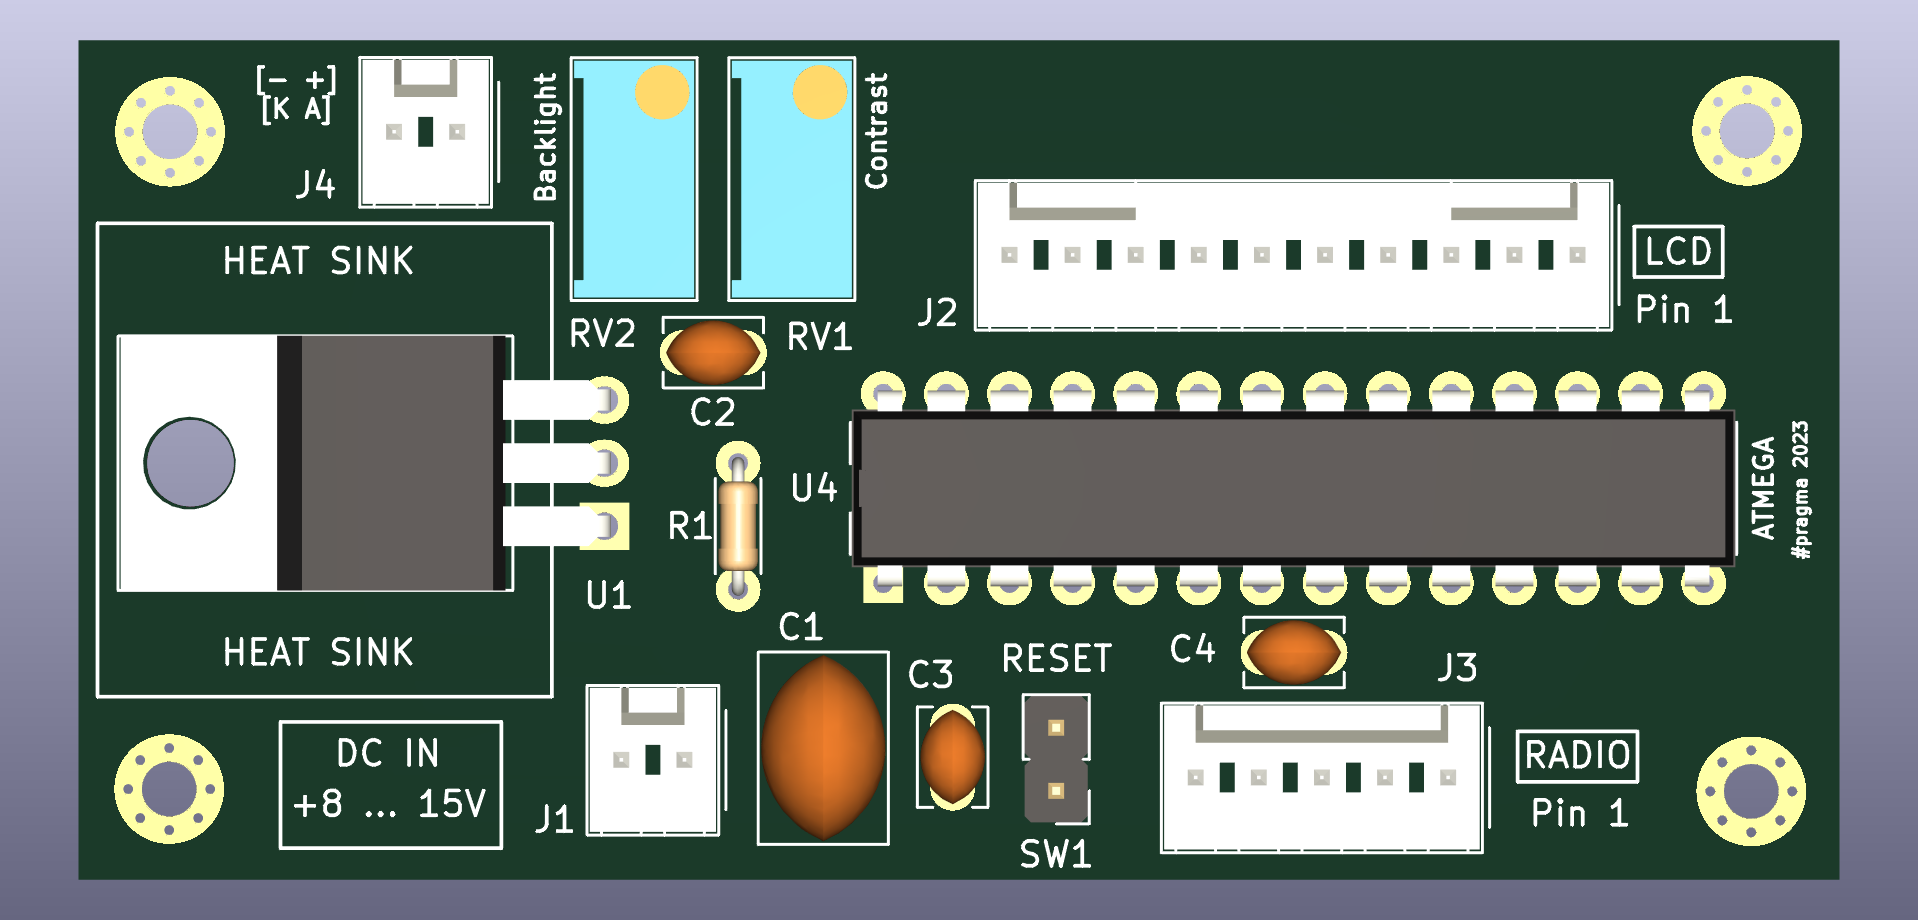 [- +]
[K A]
J4
Backlight
Contrast
HEAT SINK
LCD
Pin 1
J2
RV2
RV1
C2
U4
R1
ATMEGA
#pragma 2023
U1
HEAT SINK
C1
C3
RESET
C4
J3
DC IN
+8 ... 15V
J1
SW1
RADIO
Pin 1